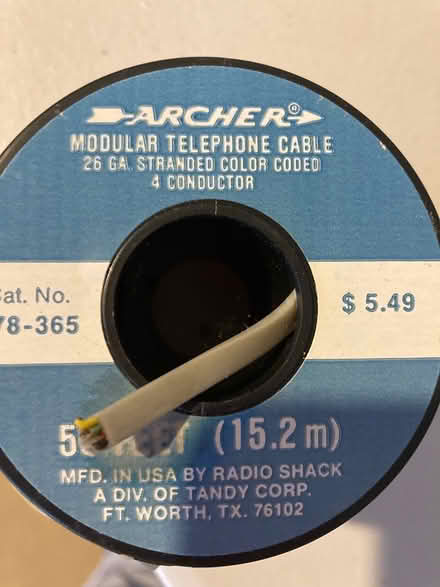 ARCHER®
MODULAR TELEPHONE CABLE
26 GA. STRANDED COLOR CODED
4 CONDUCTOR
No.
78-365
$ 5.49
(15.2 m)
MFD. IN USA BY RADIO SHACK
A DIV. OF TANDY CORP.
FT. WORTH, TX. 76102